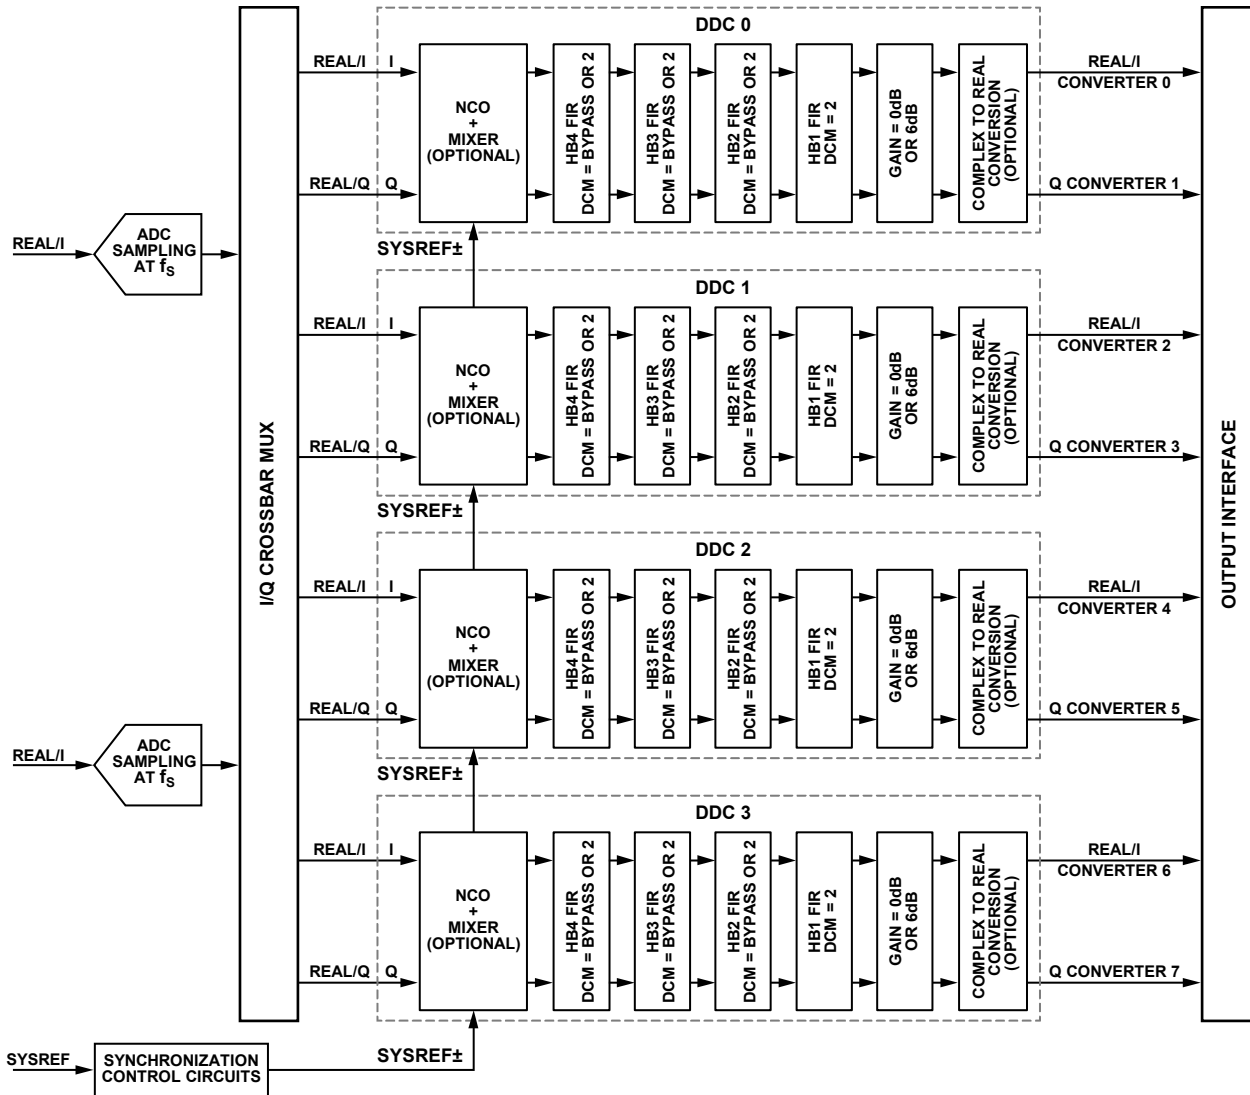 REAL/I
ADC
SAMPLING
AT fS
REAL/I
ADC
SAMPLING
AT fS
SYSREF
SYNCHRONIZATION
CONTROL CIRCUITS
I/Q CROSSBAR MUX
DDC 0
REAL/I
I
REAL/Q
Q
NCO
+
MIXER
(OPTIONAL)
HB4 FIR
DCM = BYPASS OR 2
HB3 FIR
DCM = BYPASS OR 2
HB2 FIR
DCM = BYPASS OR 2
HB1 FIR
DCM = 2
GAIN = 0dB
OR 6dB
COMPLEX TO REAL
CONVERSION
(OPTIONAL)
REAL/I
CONVERTER 0
Q CONVERTER 1
SYSREF±
DDC 1
REAL/I
I
REAL/Q
Q
NCO
+
MIXER
(OPTIONAL)
HB4 FIR
DCM = BYPASS OR 2
HB3 FIR
DCM = BYPASS OR 2
HB2 FIR
DCM = BYPASS OR 2
HB1 FIR
DCM = 2
GAIN = 0dB
OR 6dB
COMPLEX TO REAL
CONVERSION
(OPTIONAL)
REAL/I
CONVERTER 2
Q CONVERTER 3
SYSREF±
DDC 2
REAL/I
I
REAL/Q
Q
NCO
+
MIXER
(OPTIONAL)
HB4 FIR
DCM = BYPASS OR 2
HB3 FIR
DCM = BYPASS OR 2
HB2 FIR
DCM = BYPASS OR 2
HB1 FIR
DCM = 2
GAIN = 0dB
OR 6dB
COMPLEX TO REAL
CONVERSION
(OPTIONAL)
REAL/I
CONVERTER 4
Q CONVERTER 5
SYSREF±
DDC 3
REAL/I
I
REAL/Q
Q
NCO
+
MIXER
(OPTIONAL)
HB4 FIR
DCM = BYPASS OR 2
HB3 FIR
DCM = BYPASS OR 2
HB2 FIR
DCM = BYPASS OR 2
HB1 FIR
DCM = 2
GAIN = 0dB
OR 6dB
COMPLEX TO REAL
CONVERSION
(OPTIONAL)
REAL/I
CONVERTER 6
Q CONVERTER 7
SYSREF±
OUTPUT INTERFACE